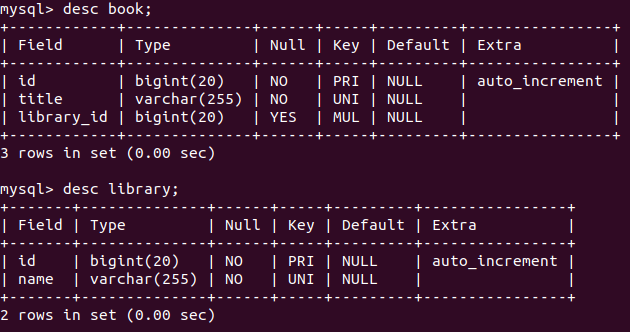 mysql> desc book;
+------------+--------------+------+-----+---------+----------------+
| Field      | Type         | Null | Key | Default | Extra          |
+------------+--------------+------+-----+---------+----------------+
| id         | bigint(20)   | NO   | PRI | NULL    | auto_increment |
| title      | varchar(255) | NO   | UNI | NULL    |                |
| library_id | bigint(20)   | YES  | MUL | NULL    |                |
+------------+--------------+------+-----+---------+----------------+
3 rows in set (0.00 sec)

mysql> desc library;
+-------+--------------+------+-----+---------+----------------+
| Field | Type         | Null | Key | Default | Extra          |
+-------+--------------+------+-----+---------+----------------+
| id    | bigint(20)   | NO   | PRI | NULL    | auto_increment |
| name  | varchar(255) | NO   | UNI | NULL    |                |
+-------+--------------+------+-----+---------+----------------+
2 rows in set (0.00 sec)